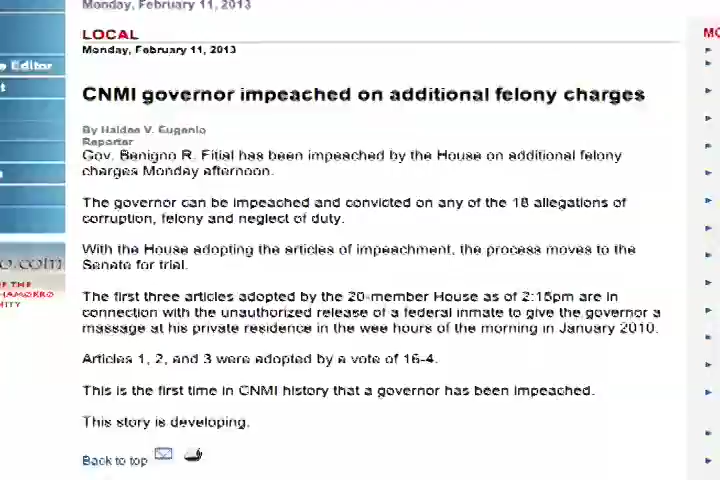 Monday, February 11, 2013
LOCAL
Monday, February 11, 2013
e Editor
t
CNMI governor impeached on additional felony charges
By Haidee V. Eugenio
Reporter
Gov. Benigno R. Fitial has been impeached by the House on additional felony
charges Monday afternoon.
The governor can be impeached and convicted on any of the 18 allegations of
corruption, felony and neglect of duty.
With the House adopting the articles of impeachment, the process moves to the
Senate for trial.
o.com
OF THE
HAMORRO
NITY
The first three articles adopted by the 20-member House as of 2:15pm are in
connection with the unauthorized release of a federal inmate to give the governor a
massage at his private residence in the wee hours of the morning in January 2010.
Articles 1, 2, and 3 were adopted by a vote of 16-4.
This is the first time in CNMI history that a governor has been impeached.
This story is developing.
Back to top
MO